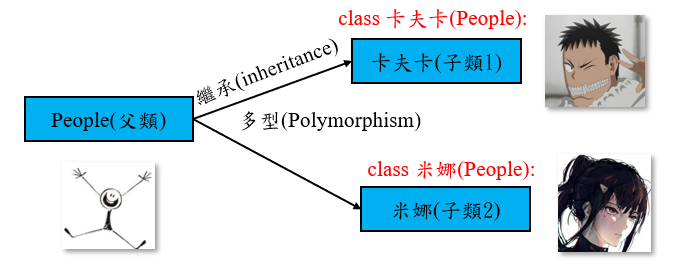 class 卡夫卡(People):
卡夫卡(子類1)
繼承(inheritance)
People(父類)
多型(Polymorphism)
class 米娜(People):
米娜(子類2)